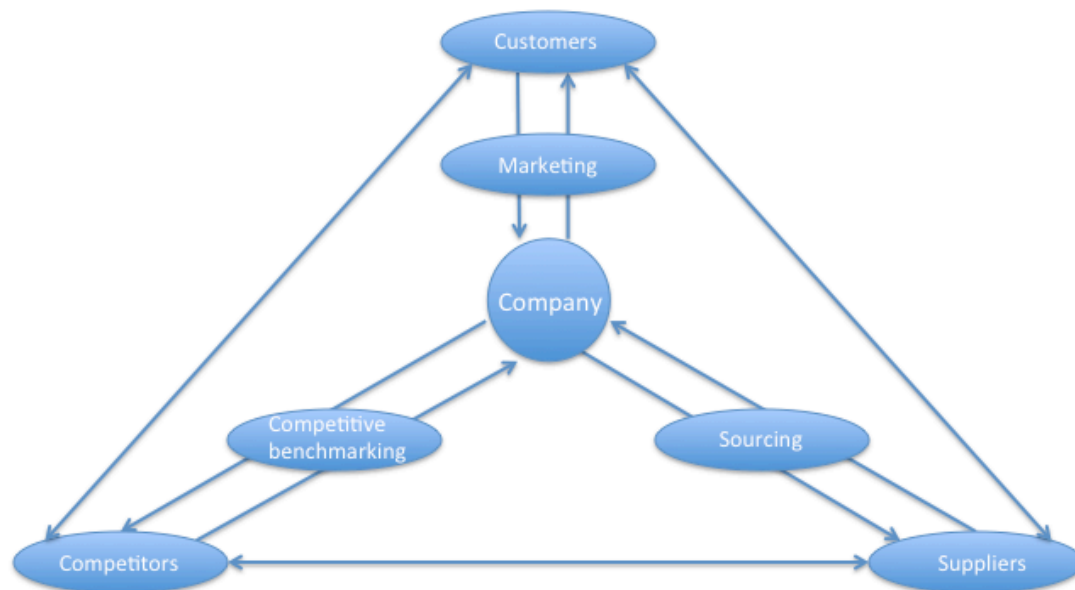 Customers
Marketing
Company
Competitive
benchmarking
Sourcing
Competitors
Suppliers